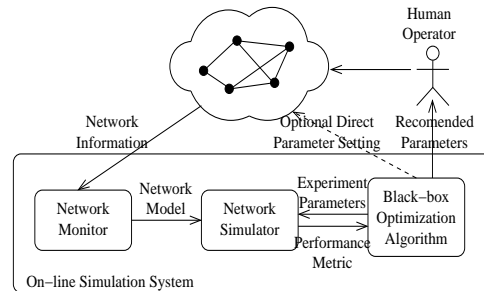 Human
Operator
Network
Information
Optional Direct
Parameter Setting
Recomended
Parameters
Network
Monitor
Network
Model
Network
Simulator
Experiment
Parameters
Performance
Metric
Black-box
Optimization
Algorithm
On-line Simulation System